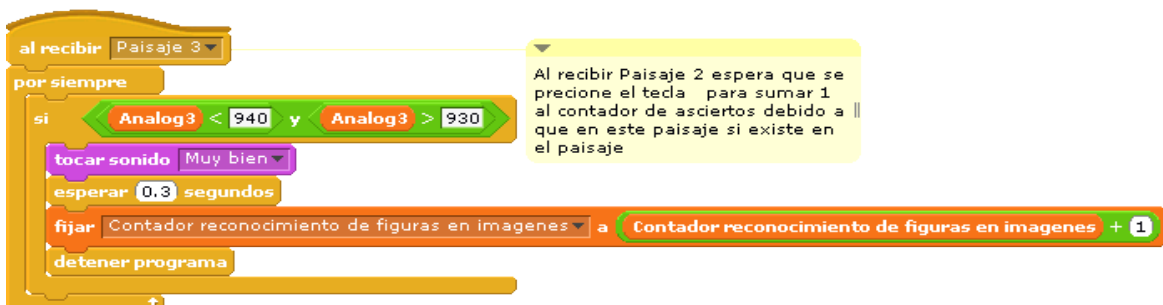 al recibir Paisaje 3
por siempre
si Analog3 < 940 y Analog3 > 930
tocar sonido Muy bien
esperar 0.3 segundos
fijar Contador reconocimiento de figuras en imagenes a Contador reconocimiento de figuras en imagenes + 1
detener programa
Al recibir Paisaje 2 espera que se
precione el tecla para sumar 1
al contador de asciertos debido a
que en este paisaje si existe en
el paisaje